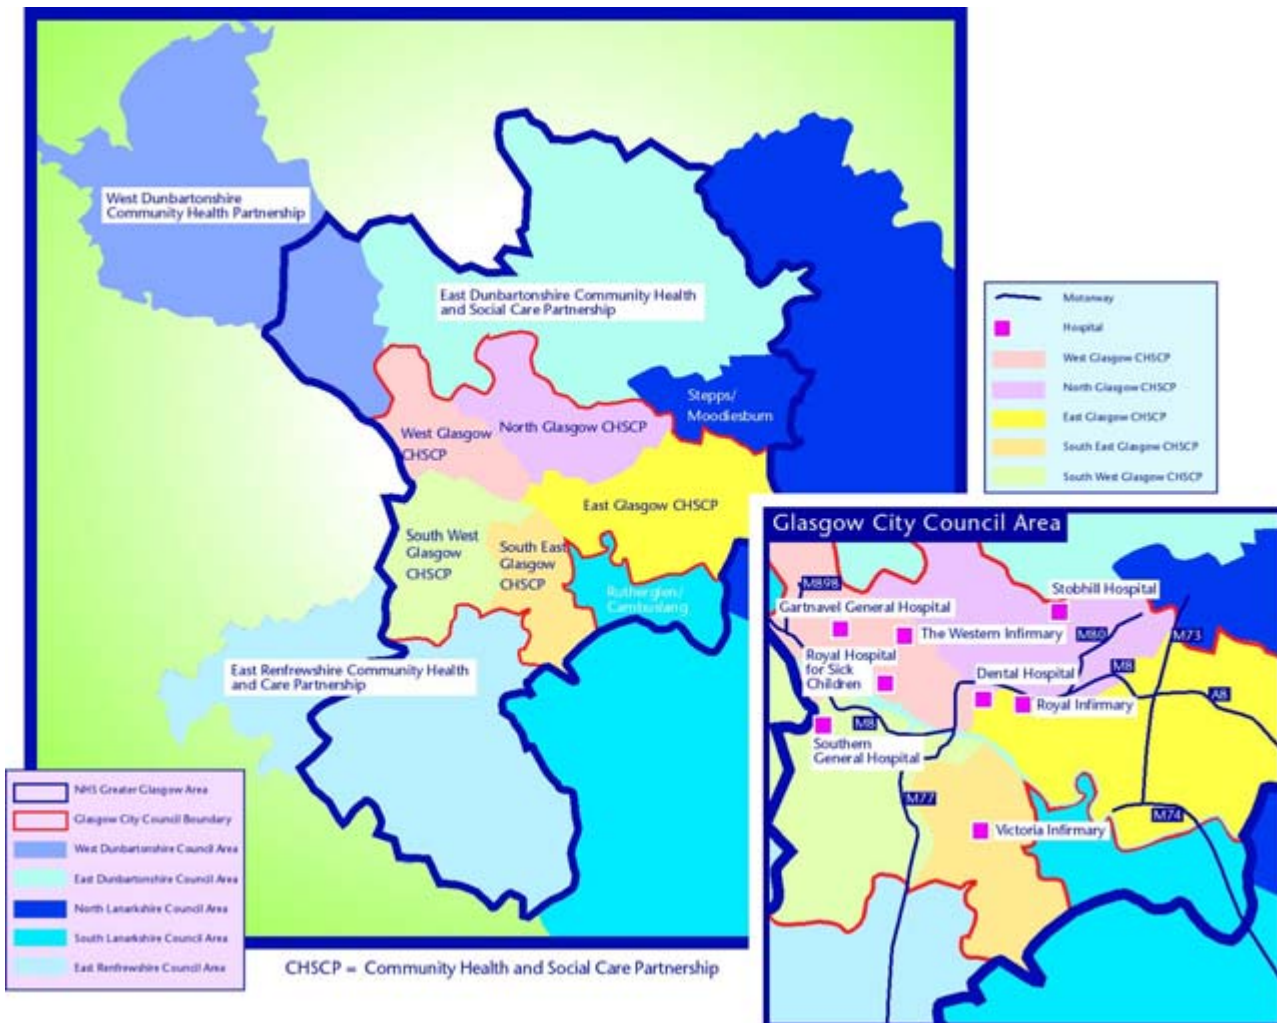 West Dunbartonshire
Community Health Partnership
East Dunbartonshire Community Health
and Social Care Partnership
Stepps/
Moodiesburn
West Glasgow
CHSCP
North Glasgow CHSCP
East Glasgow CHSCP
South West
Glasgow
CHSCP
South East
Glasgow
CHSCP
Rutherglen/
Cambuslang
East Renfrewshire Community Health
and Care Partnership
NHS Greater Glasgow Area
Glasgow City Council Boundary
West Dunbartonshire Council Area
East Dunbartonshire Council Area
North Lanarkshire Council Area
South Lanarkshire Council Area
East Renfrewshire Council Area
CHSCP = Community Health and Social Care Partnership
Motorway
Hospital
West Glasgow CHSCP
North Glasgow CHSCP
East Glasgow CHSCP
South East Glasgow CHSCP
South West Glasgow CHSCP
Glasgow City Council Area
M898
Stobhill Hospital
Gartnavel General Hospital
The Western Infirmary
M80
M73
Royal Hospital
for Sick
Children
Dental Hospital
M8
A8
Royal Infirmary
M8
Southern
General Hospital
M77
M74
Victoria Infirmary